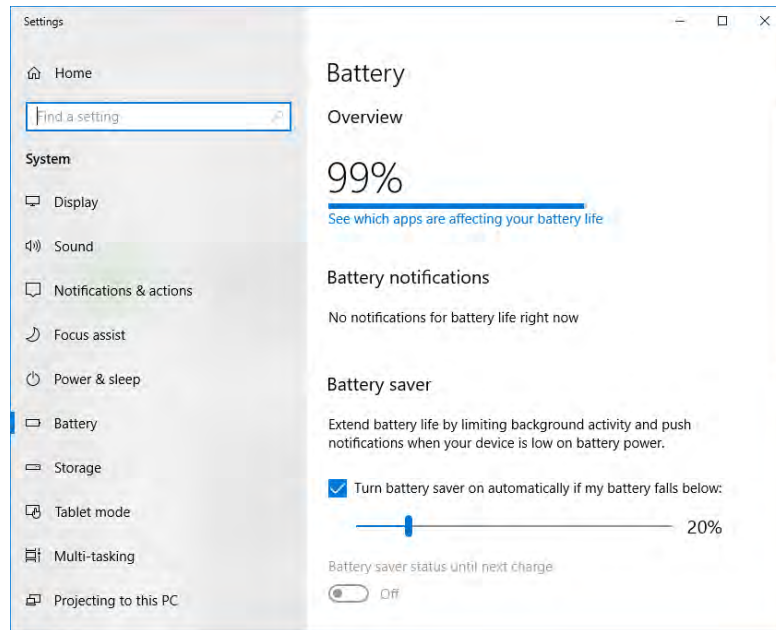 Settings
Home
Find a setting
System
Display
Sound
Notifications & actions
Focus assist
Power & sleep
Battery
Storage
Tablet mode
Multi-tasking
Projecting to this PC
Battery
Overview
99%
See which apps are affecting your battery life
Battery notifications
No notifications for battery life right now
Battery saver
Extend battery life by limiting background activity and push
notifications when your device is low on battery power.
Turn battery saver on automatically if my battery falls below:
20%
Battery saver status until next charge
Off